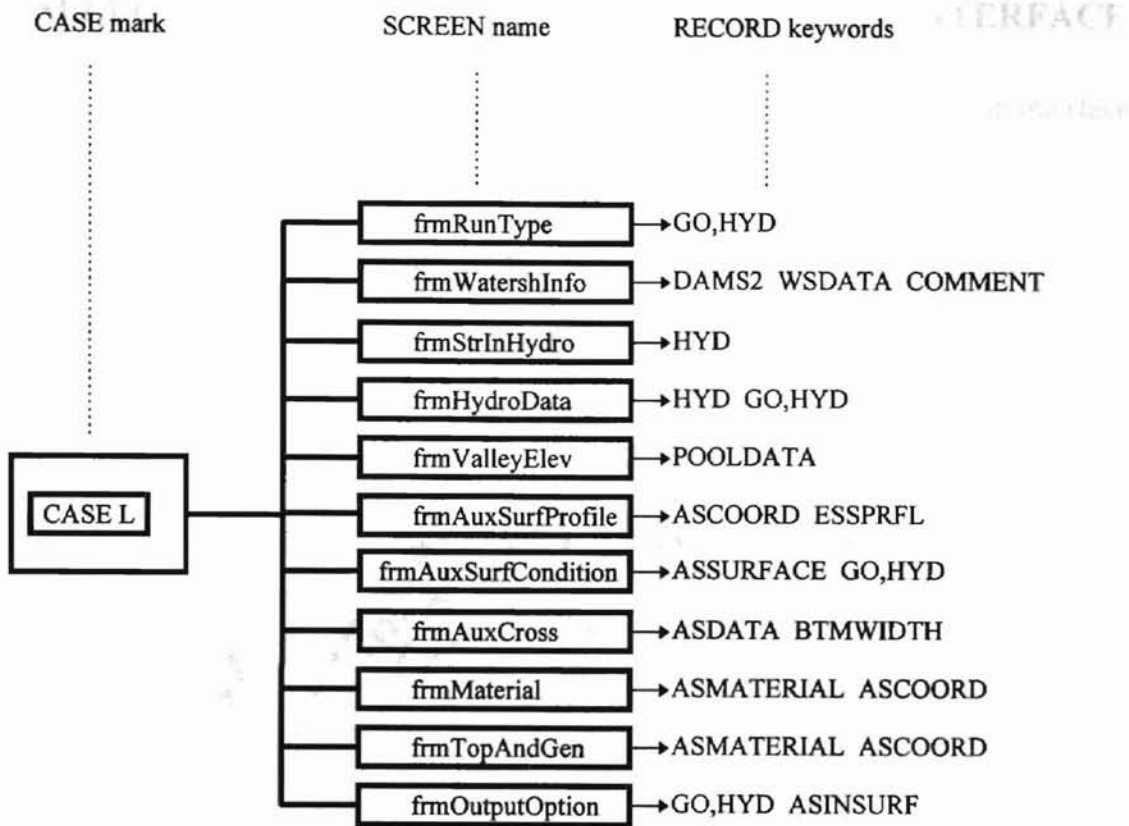 CASE mark SCREEN name RECORD keywords
frmRunType GO,HYD
frmWatershInfo DAMS2 WSDATA COMMENT
frmStrInHydro HYD
frmHydroData HYD GO,HYD
frmValleyElev POOLDATA
CASE L
frmAuxSurfProfile ASCOORD ESSPRFL
frmAuxSurfCondition ASSURFACE GO,HYD
frmAuxCross ASDATA BTMWIDTH
frmMaterial ASMATERIAL ASCOORD
frmTopAndGen ASMATERIAL ASCOORD
frmOutputOption GO,HYD ASINSURF